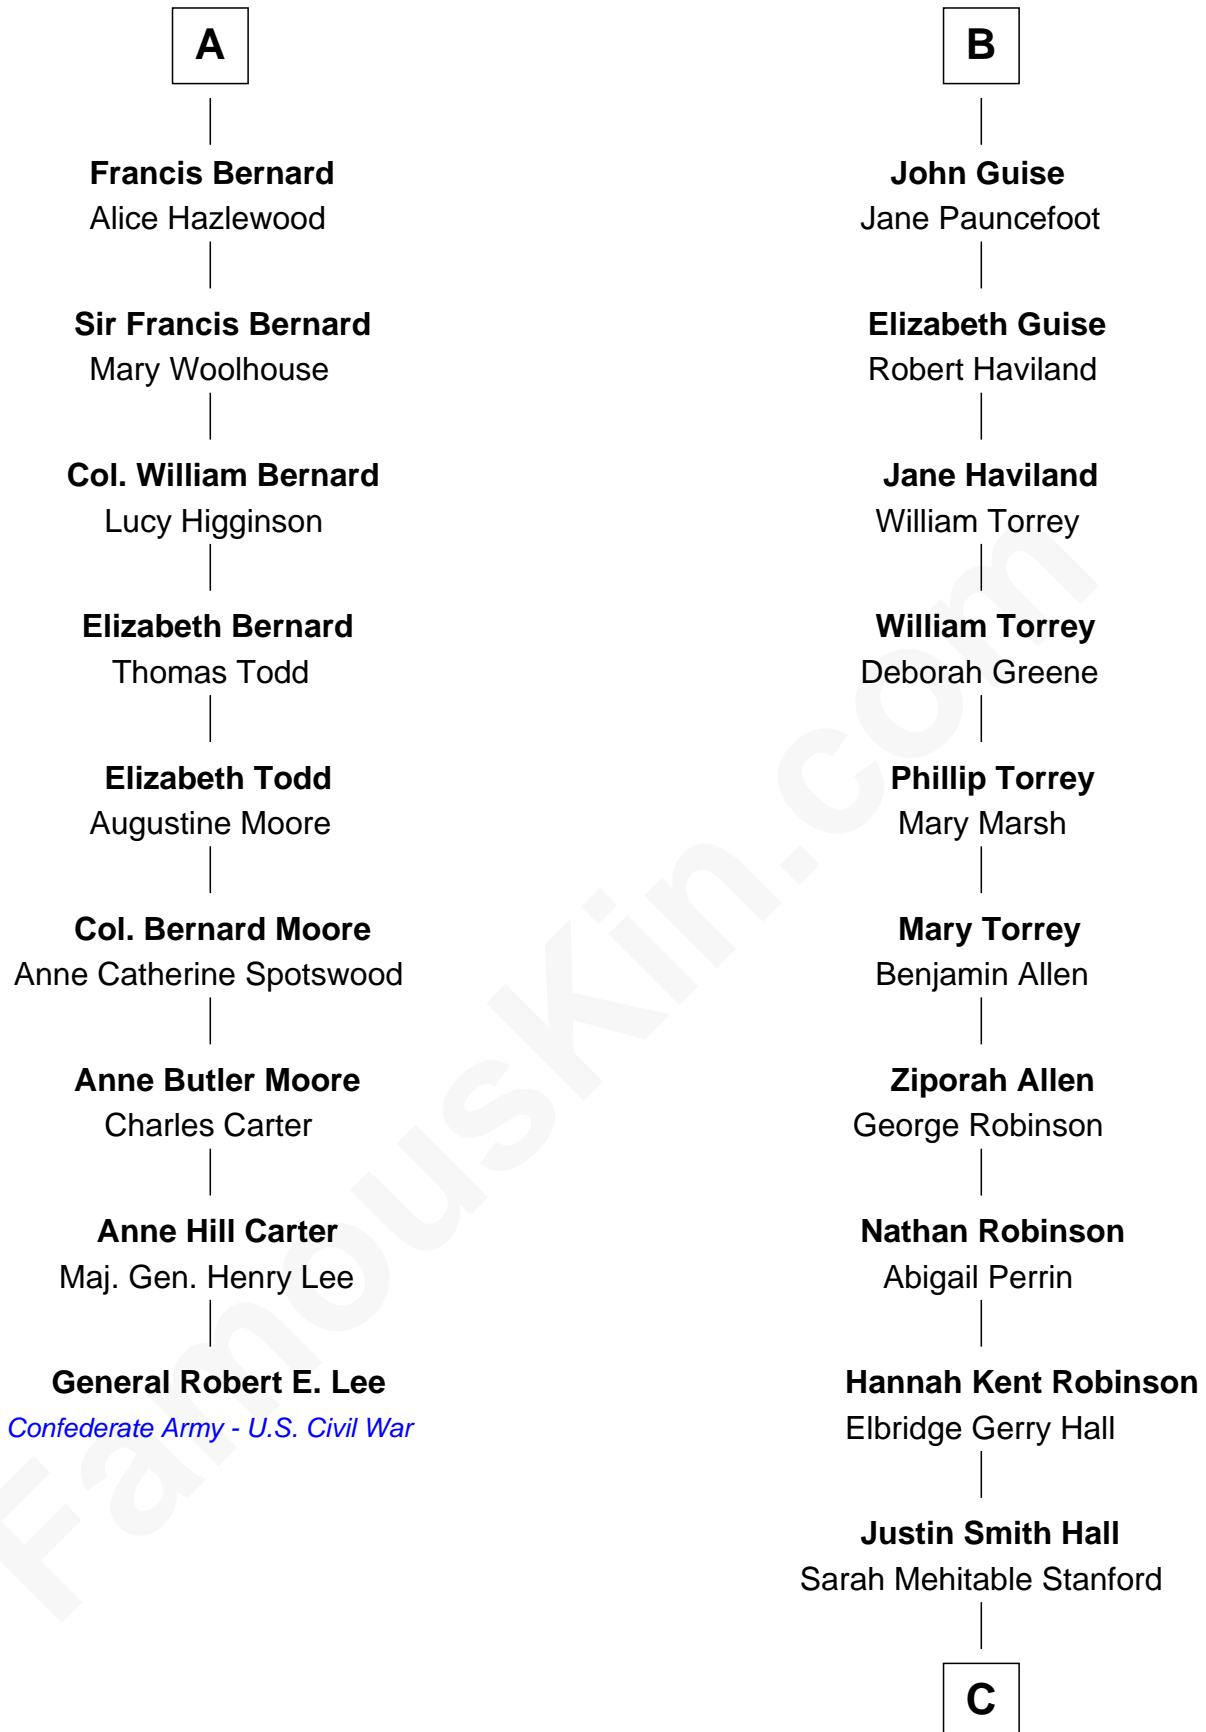 A
Francis Bernard
Alice Hazlewood
Sir Francis Bernard
Mary Woolhouse
Col. William Bernard
Lucy Higginson
Elizabeth Bernard
Thomas Todd
Elizabeth Todd
Augustine Moore
Col. Bernard Moore
Anne Catherine Spotswood
Anne Butler Moore
Charles Carter
Anne Hill Carter
Maj. Gen. Henry Lee
General Robert E. Lee
Confederate Army - U.S. Civil War
B
John Guise
Jane Pauncefoot
Elizabeth Guise
Robert Haviland
Jane Haviland
William Torrey
William Torrey
Deborah Greene
Phillip Torrey
Mary Marsh
Mary Torrey
Benjamin Allen
Ziporah Allen
George Robinson
Nathan Robinson
Abigail Perrin
Hannah Kent Robinson
Elbridge Gerry Hall
Justin Smith Hall
Sarah Mehitable Stanford
C
FamousKin.com